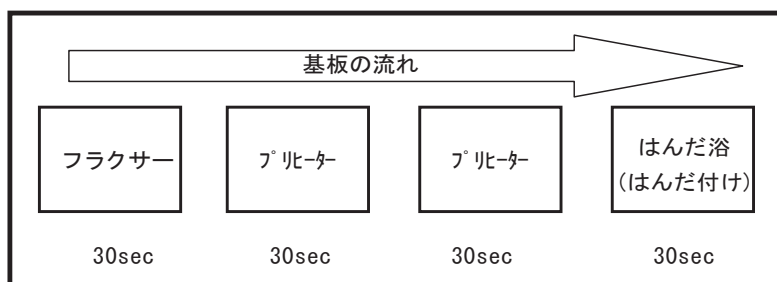 基板の流れ
フラクサー
ﾌﾟﾘﾋｰﾀｰ
ﾌﾟﾘﾋｰﾀｰ
はんだ浴
(はんだ付け)
30sec
30sec
30sec
30sec